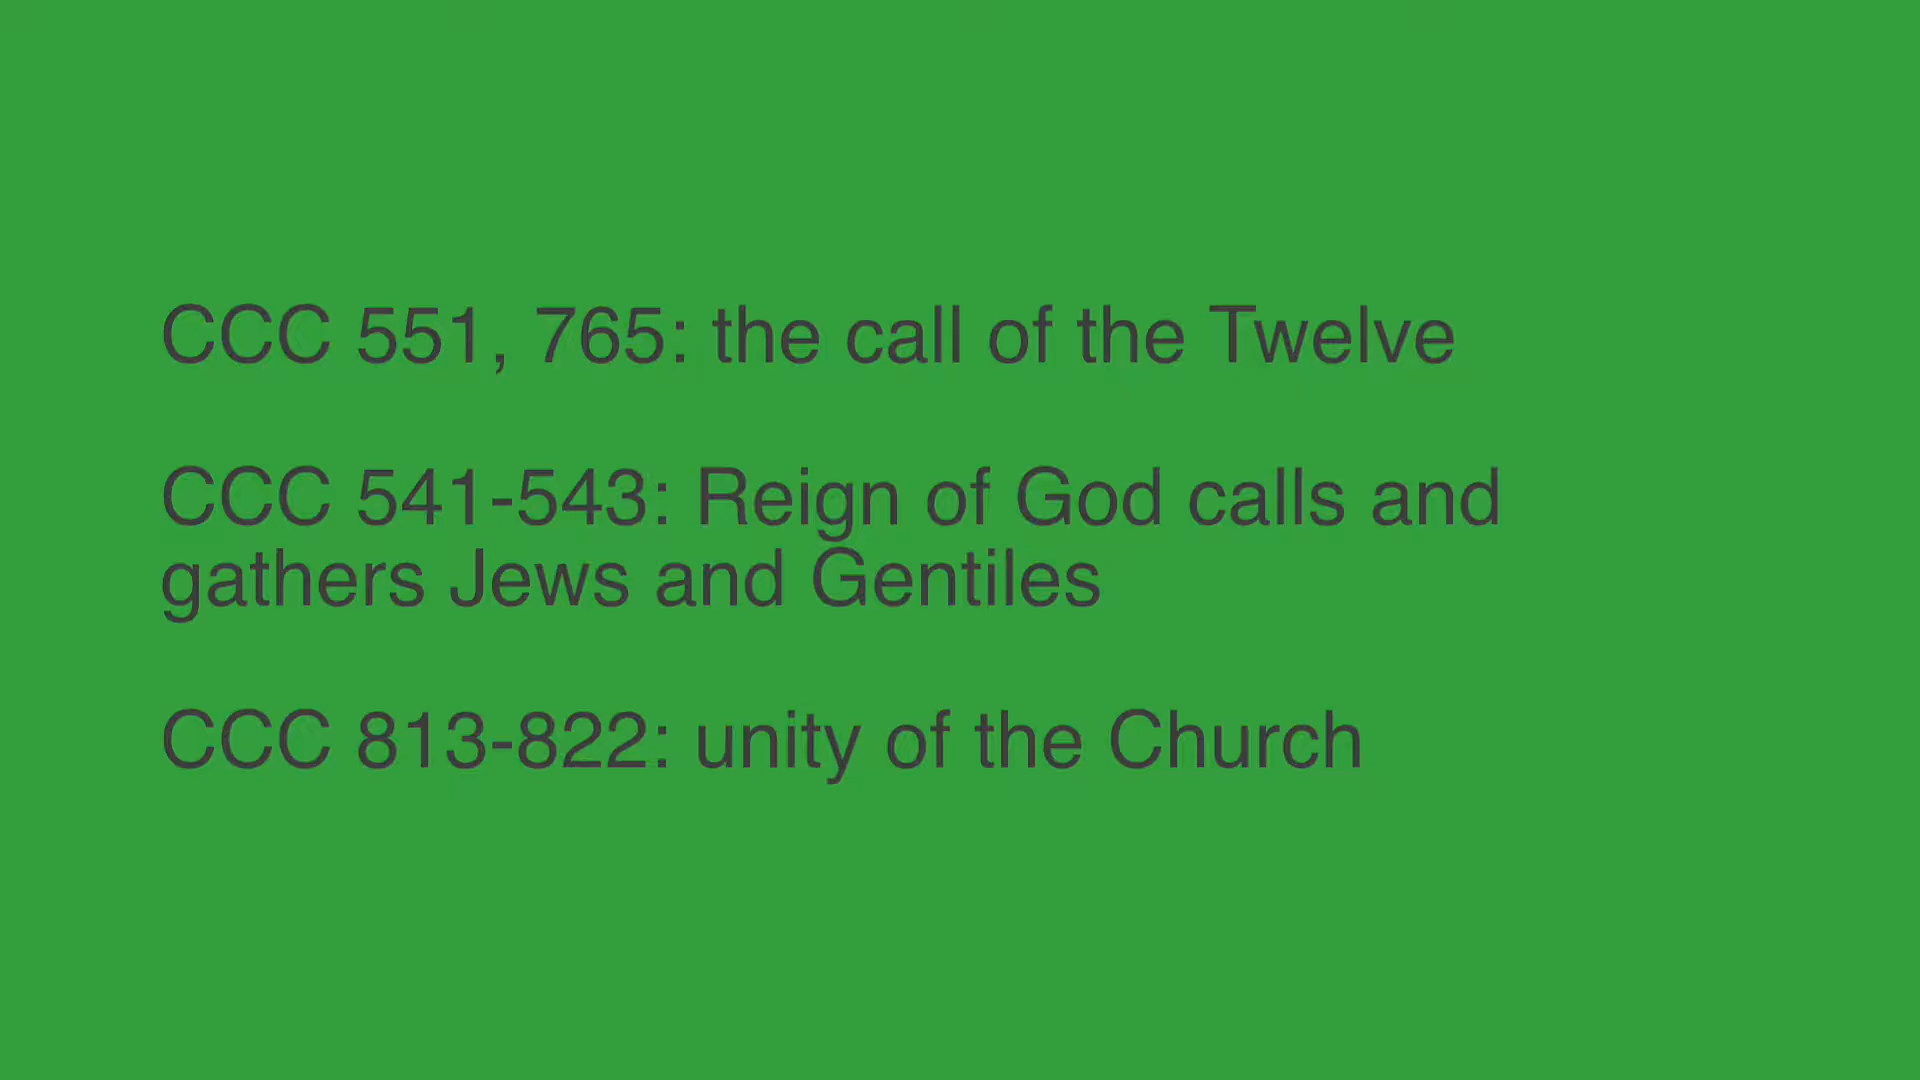 CCC 551, 765: the call of the Twelve
CCC 541-543: Reign of God calls and
gathers Jews and Gentiles
CCC 813-822: unity of the Church